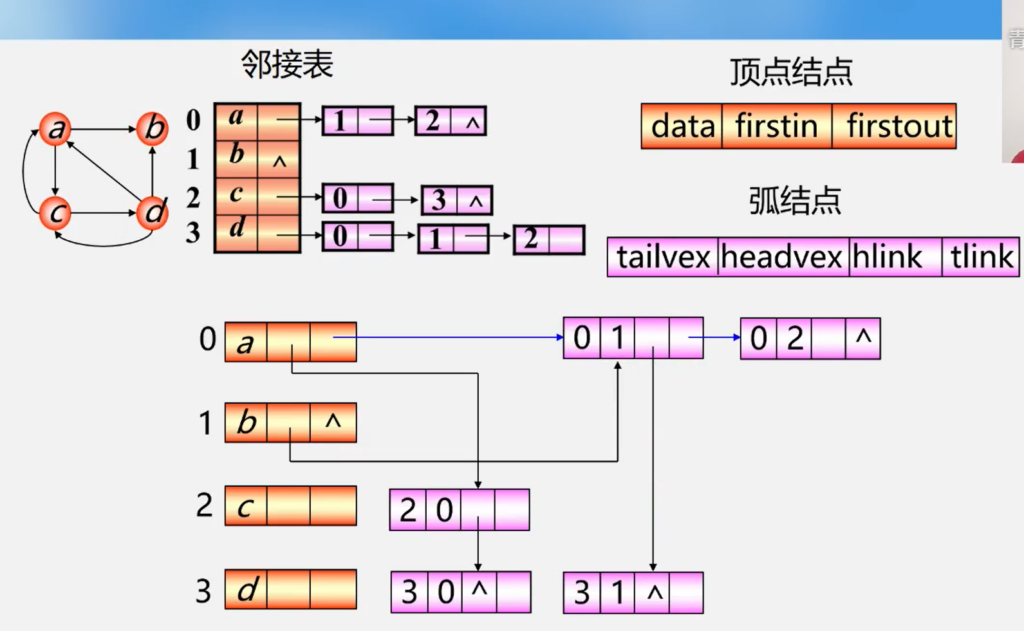 邻接表
顶点结点
data firstin firstout
弧结点
tailvex headvex hlink tlink
a b
c d
0 a 1 2 ^
1 b ^
2 c 0 3 ^
3 d 0 1 2
0 a 0 1 0 2 ^
1 b ^
2 c 2 0
3 d 3 0 ^ 3 1 ^